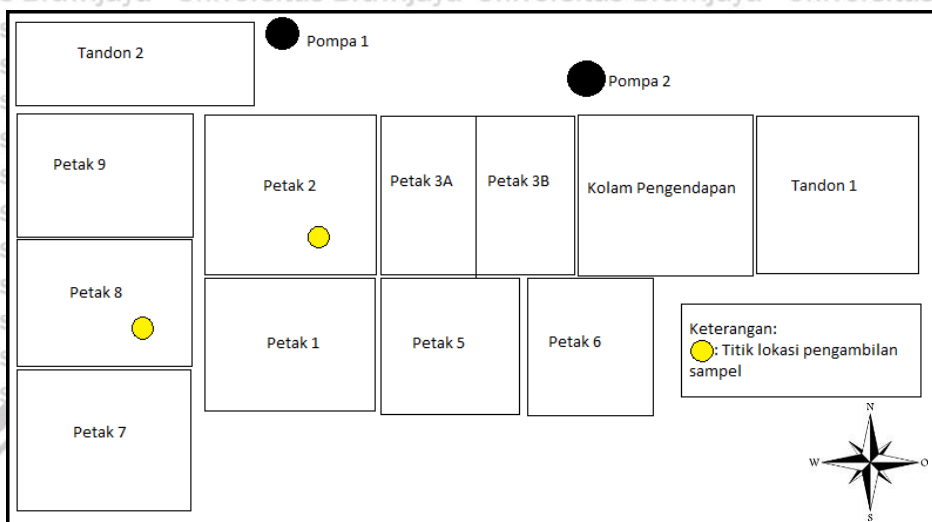 Tandon 2
Pompa 1
Pompa 2
Petak 9
Petak 2
Petak 3A
Petak 3B
Kolam Pengendapan
Tandon 1
Petak 8
Petak 1
Petak 5
Petak 6
Keterangan:
: Titik lokasi pengambilan
sampel
Petak 7
N
W
O
S